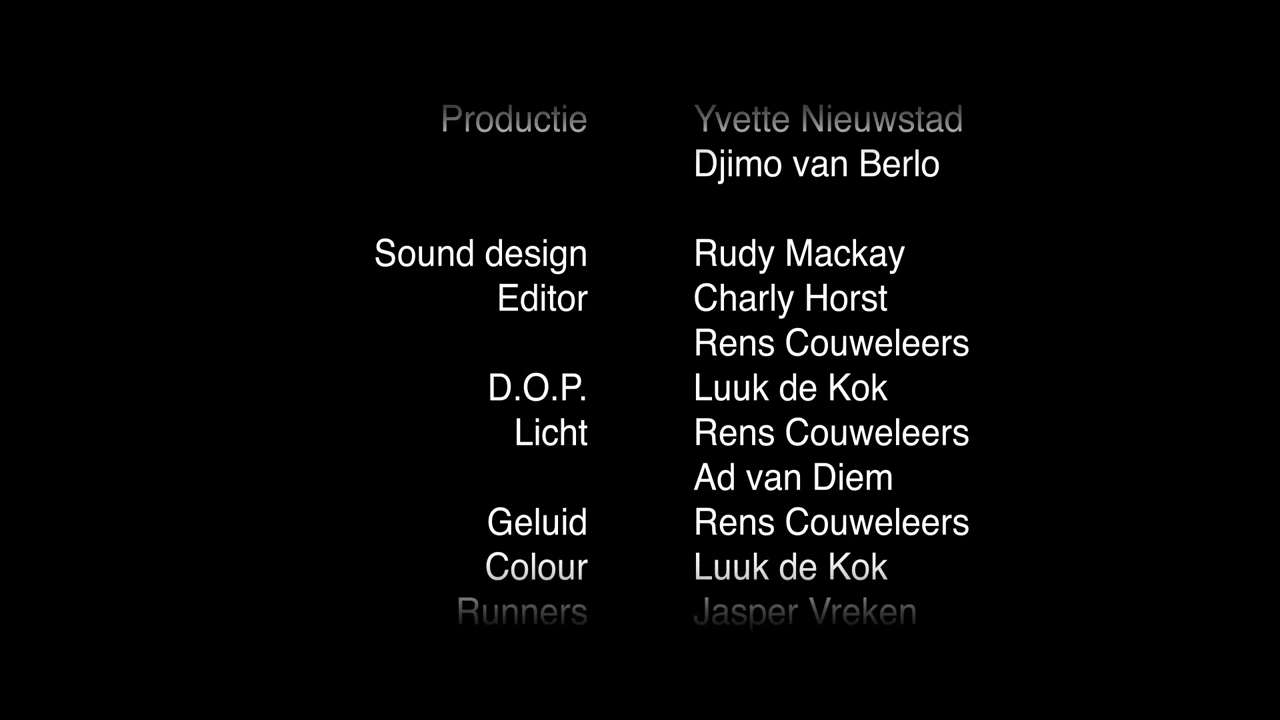 Productie Yvette Nieuwstad
Djimo van Berlo
Sound design Rudy Mackay
Editor Charly Horst
Rens Couweleers
D.O.P. Luuk de Kok
Licht Rens Couweleers
Ad van Diem
Geluid Rens Couweleers
Colour Luuk de Kok
Runners Jasper Vreken